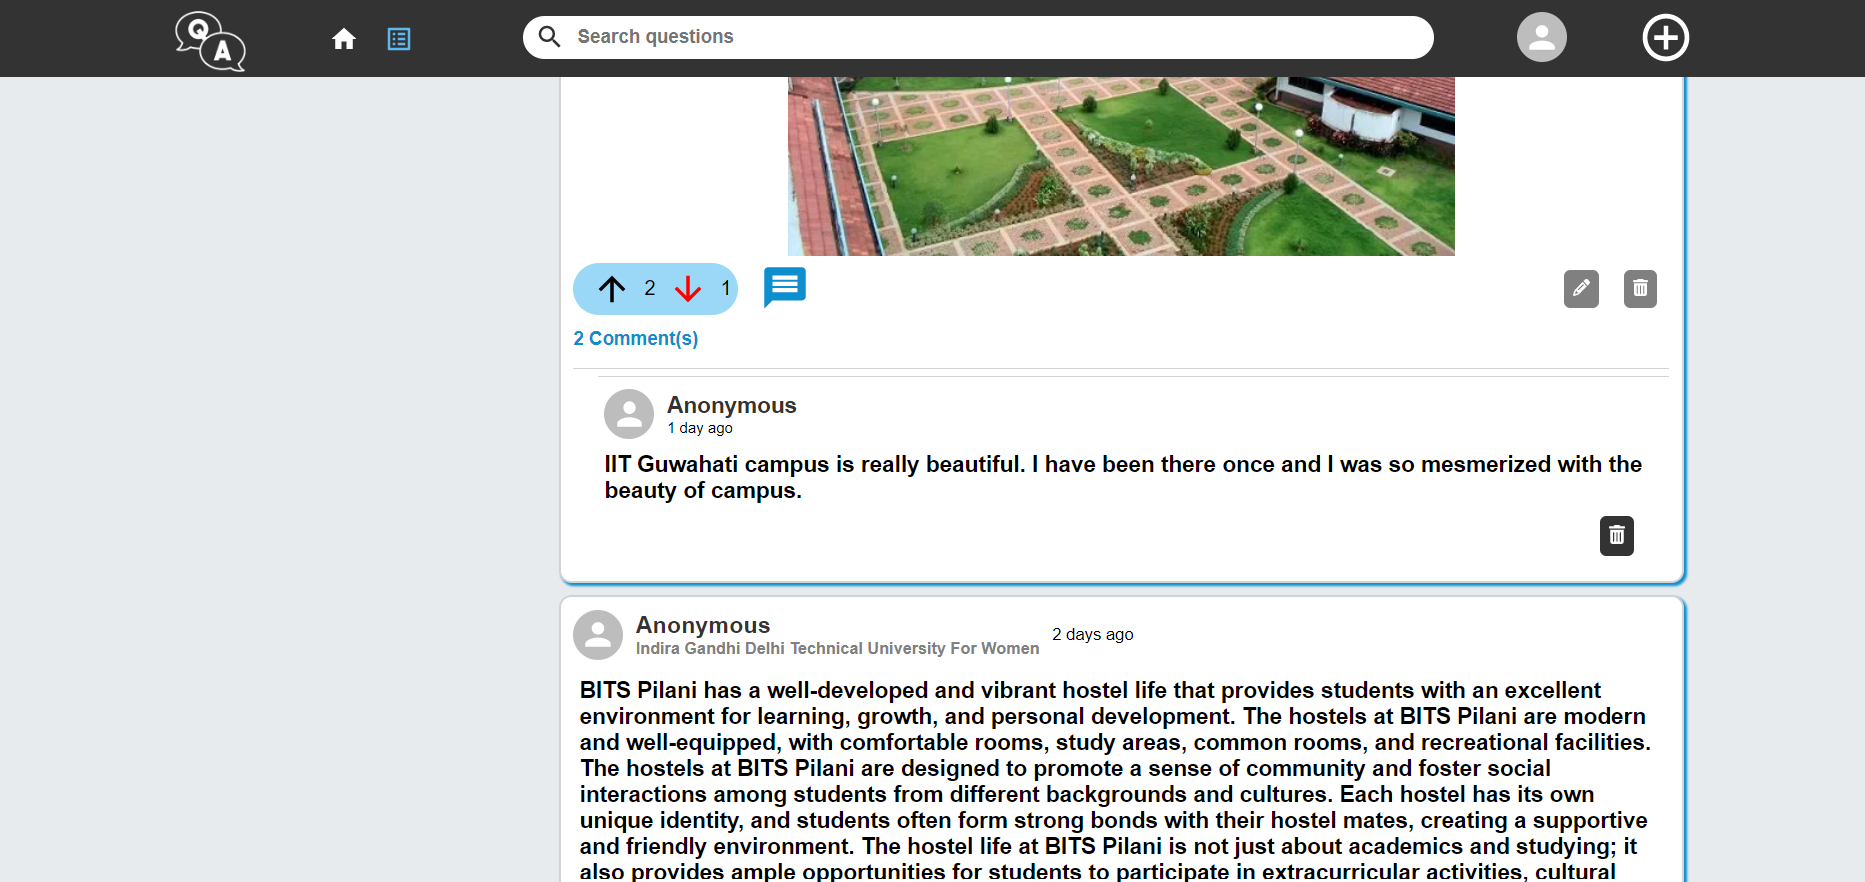 Q A
Search questions
2 1
2 Comment(s)
Anonymous
1 day ago
IIT Guwahati campus is really beautiful. I have been there once and I was so mesmerized with the
beauty of campus.
Anonymous
Indira Gandhi Delhi Technical University For Women
2 days ago
BITS Pilani has a well-developed and vibrant hostel life that provides students with an excellent
environment for learning, growth, and personal development. The hostels at BITS Pilani are modern
and well-equipped, with comfortable rooms, study areas, common rooms, and recreational facilities.
The hostels at BITS Pilani are designed to promote a sense of community and foster social
interactions among students from different backgrounds and cultures. Each hostel has its own
unique identity, and students often form strong bonds with their hostel mates, creating a supportive
and friendly environment. The hostel life at BITS Pilani is not just about academics and studying; it
also provides ample opportunities for students to participate in extracurricular activities, cultural